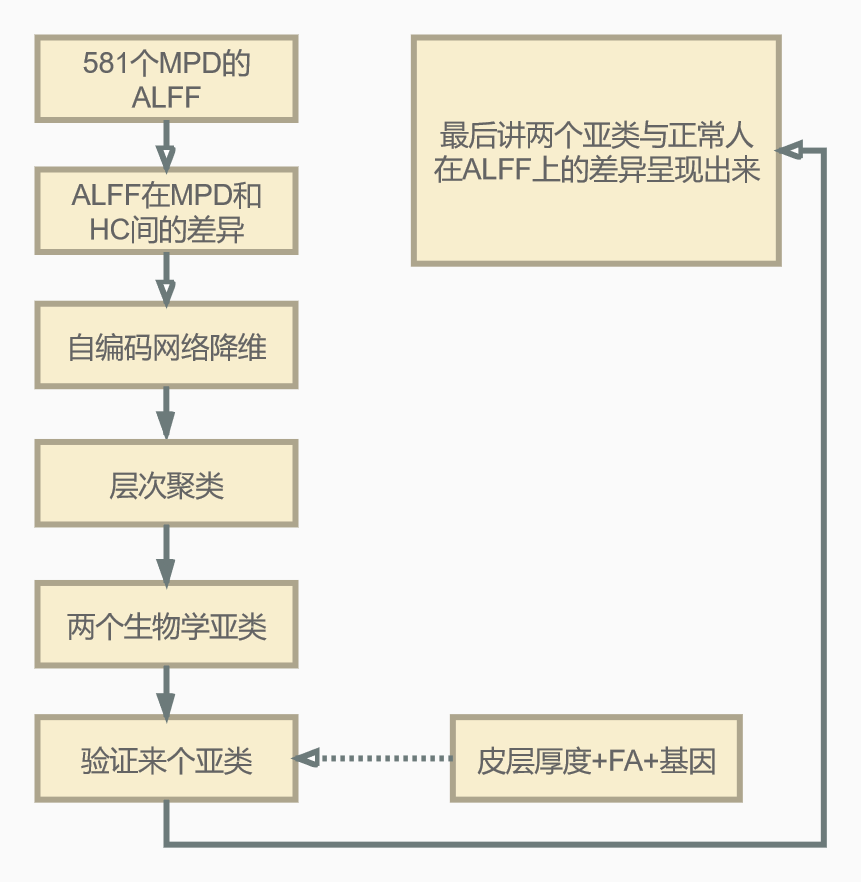 581个MPD的
ALFF
ALFF在MPD和
HC间的差异
自编码网络降维
层次聚类
两个生物学亚类
验证来个亚类
皮层厚度+FA+基因
最后讲两个亚类与正常人
在ALFF上的差异呈现出来